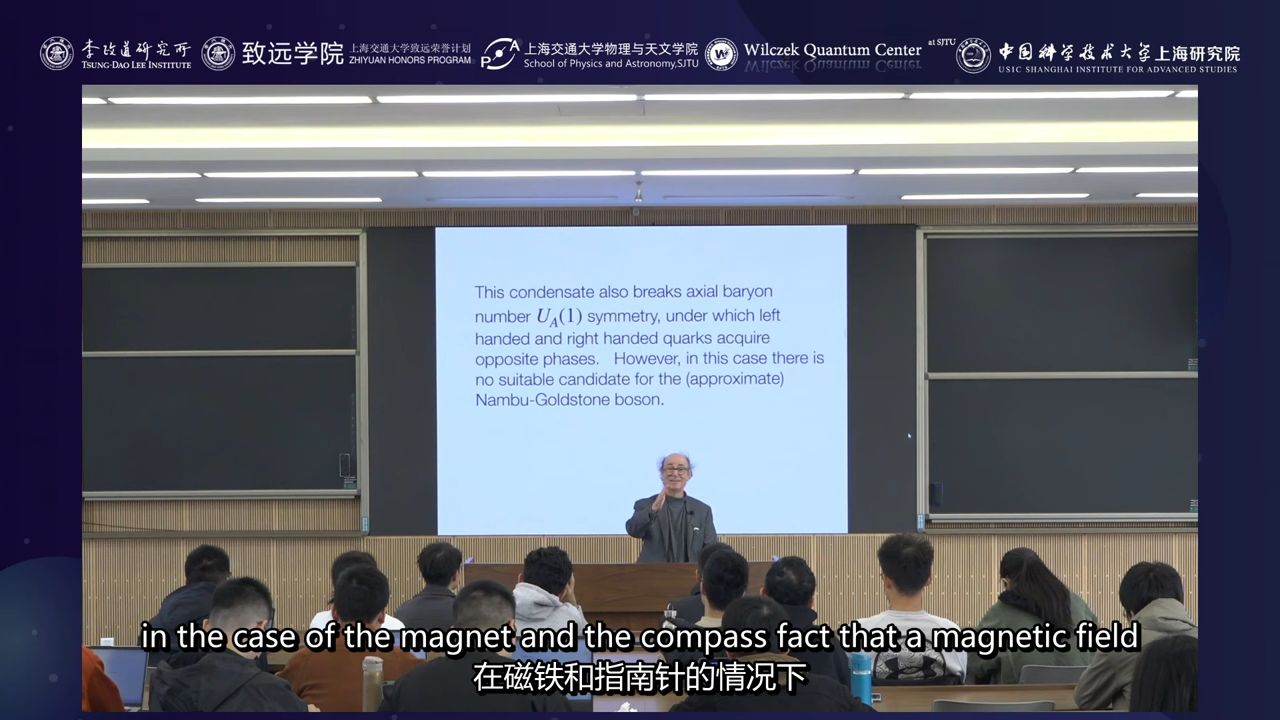 李政道研究所
TSUNG-DAO LEE INSTITUTE
致远学院
上海交通大学致远荣誉计划
ZHIYUAN HONORS PROGRAM
上海交通大学物理与天文学院
School of Physics and Astronomy,SJTU
Wilczek Quantum Center
at SJTU
中国科学技术大学上海研究院
USTC SHANGHAI INSTITUTE FOR ADVANCED STUDIES
This condensate also breaks axial baryon
number U_A(1) symmetry, under which left
handed and right handed quarks acquire
opposite phases. However, in this case there is
no suitable candidate for the (approximate)
Nambu-Goldstone boson.
in the case of the magnet and the compass fact that a magnetic field
在磁铁和指南针的情况下